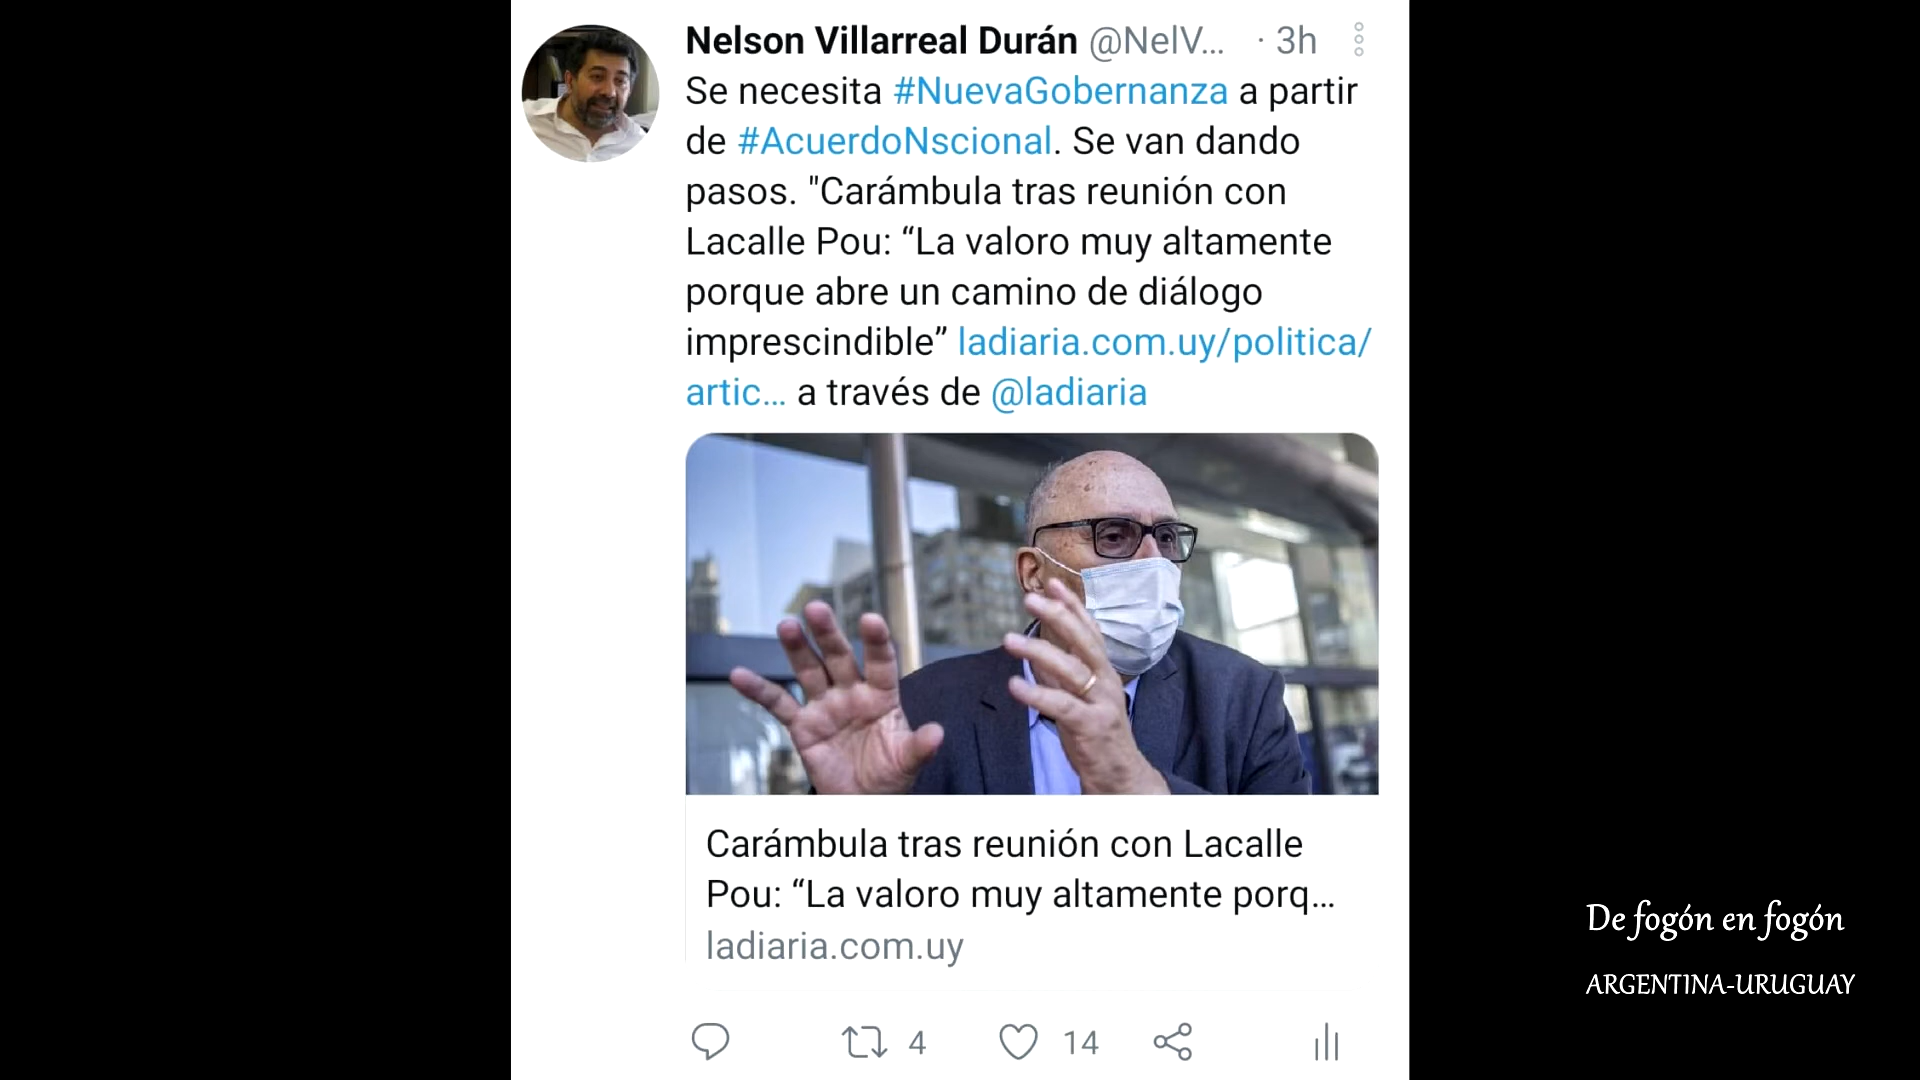 Nelson Villarreal Durán @NelV... · 3h
Se necesita #NuevaGobernanza a partir
de #AcuerdoNscional. Se van dando
pasos. "Carámbula tras reunión con
Lacalle Pou: “La valoro muy altamente
porque abre un camino de diálogo
imprescindible” ladiaria.com.uy/politica/
artic... a través de @ladiaria
Carámbula tras reunión con Lacalle
Pou: “La valoro muy altamente porq...
ladiaria.com.uy
4 14
De fogón en fogón
ARGENTINA-URUGUAY